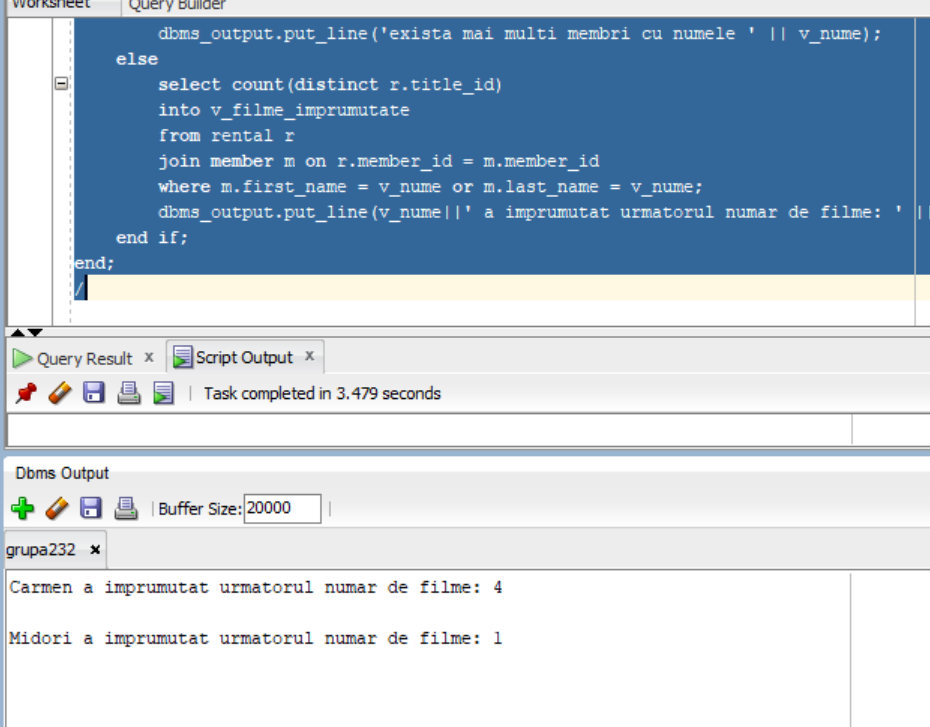 Worksheet Query Builder
dbms_output.put_line('exista mai multi membri cu numele ' || v_nume);
else
select count(distinct r.title_id)
into v_filme_imprumutate
from rental r
join member m on r.member_id = m.member_id
where m.first_name = v_nume or m.last_name = v_nume;
dbms_output.put_line(v_nume||' a imprumutat urmatorul numar de filme: ' ||
end if;
end;
/
Query Result x Script Output x
Task completed in 3.479 seconds
Dbms Output
Buffer Size: 20000
grupa232 x
Carmen a imprumutat urmatorul numar de filme: 4
Midori a imprumutat urmatorul numar de filme: 1